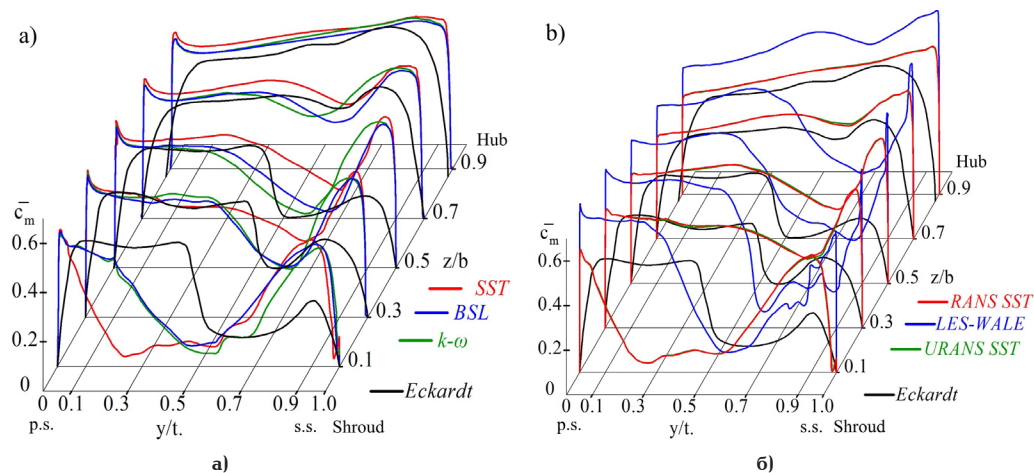 a)
Hub
0.9
0.7
0.5
z/b
0.3
0.1
c̄m
0.6
0.4
0.2
0
SST
BSL
k-ω
Eckardt
0 0.1 0.3 0.5 0.7 0.9 1.0
p.s. y/t. s.s. Shroud
а)
b)
Hub
0.9
0.7
0.5
z/b
0.3
0.1
c̄m
0.6
0.4
0.2
0
RANS SST
LES-WALE
URANS SST
Eckardt
0 0.1 0.3 0.5 0.7 0.9 1.0
p.s. y/t. s.s. Shroud
б)